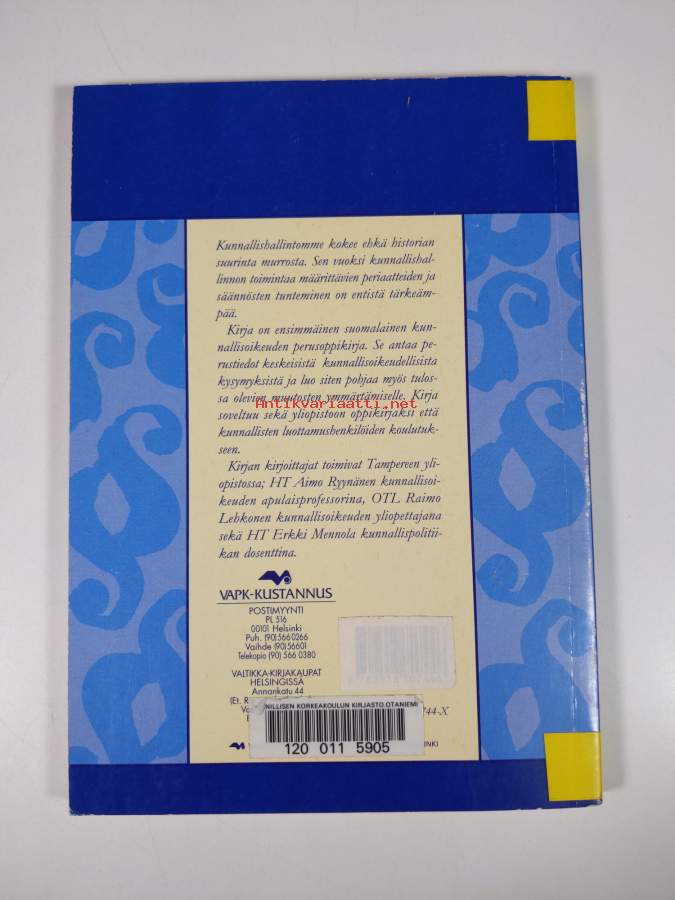 Kunnallishallintomme kokee ehkä historian
suurinta murrosta. Sen vuoksi kunnallishal-
linnon toimintaa määrittävien periaatteiden ja
säännösten tunteminen on entistä tärkeäm-
pää.
Kirja on ensimmäinen suomalainen kun-
nallisoikeuden perusoppikirja. Se antaa pe-
rustiedot keskeisistä kunnallisoikeudellisista
kysymyksistä ja luo siten pohjaa myös tulos-
sa olevien muutosten ymmärtämiselle. Kirja
Antikvariaatti.net
soveltuu sekä yliopistoon oppikirjaksi että
kunnallisten luottamushenkilöiden koulutuk-
seen.
Kirjan kirjoittajat toimivat Tampereen yli-
opistossa; HT Aimo Ryynänen kunnallisoi-
keuden apulaisprofessorina, OTL Raimo
Lehkonen kunnallisoikeuden yliopettajana
sekä HT Erkki Mennola kunnallispolitii-
kan dosenttina.
VAPK-KUSTANNUS
POSTIMYYNTI
PL 516
00101 Helsinki
Puh. (90)566 0266
Vaihde (90)56601
Telekopio (90) 566 0380
VALTIKKA-KIRJAKAUPAT
HELSINGISSÄ
Annankatu 44
(Et. R
NILLISEN KORKEAKOULUN KIRJASTO.OTANIEMI
744-X
120 011 5905
INKI